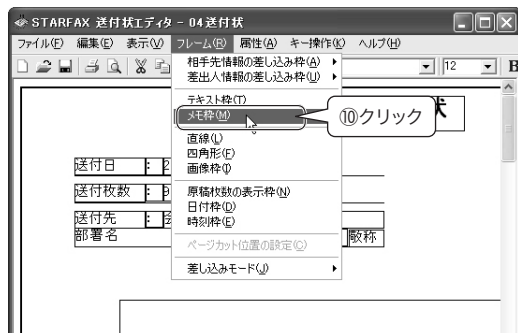 STARFAX 送付状エディタ - 04送付状
ファイル(F) 編集(E) 表示(V) フレーム(R) 属性(A) キー操作(K) ヘルプ(H)
12 B
相手先情報の差し込み枠(A)
差出人情報の差し込み枠(U)
テキスト枠(T)
メモ枠(M)
⑩クリック
状
直線(L)
四角形(F)
画像枠(I)
原稿枚数の表示枠(N)
日付枠(D)
時刻枠(E)
ページカット位置の設定(C)
差し込みモード(J)
送付日 : 2
送付枚数 :
送付先 :
部署名 敬称